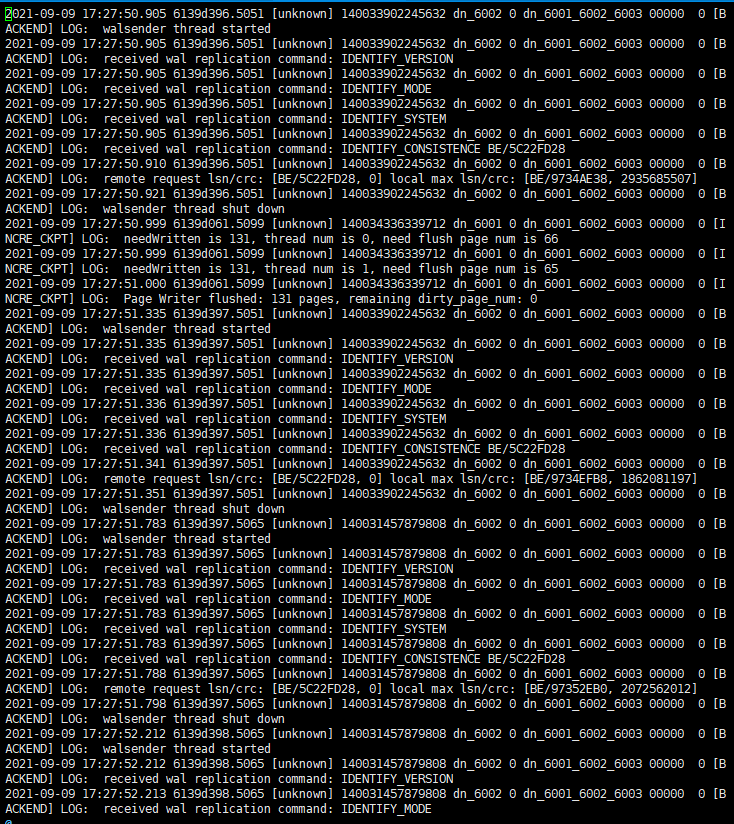 2021-09-09 17:27:50.905 6139d396.5051 [unknown] 140033902245632 dn_6002 0 dn_6001_6002_6003 00000  0 [B
ACKEND] LOG:  walsender thread started
2021-09-09 17:27:50.905 6139d396.5051 [unknown] 140033902245632 dn_6002 0 dn_6001_6002_6003 00000  0 [B
ACKEND] LOG:  received wal replication command: IDENTIFY_VERSION
2021-09-09 17:27:50.905 6139d396.5051 [unknown] 140033902245632 dn_6002 0 dn_6001_6002_6003 00000  0 [B
ACKEND] LOG:  received wal replication command: IDENTIFY_MODE
2021-09-09 17:27:50.905 6139d396.5051 [unknown] 140033902245632 dn_6002 0 dn_6001_6002_6003 00000  0 [B
ACKEND] LOG:  received wal replication command: IDENTIFY_SYSTEM
2021-09-09 17:27:50.905 6139d396.5051 [unknown] 140033902245632 dn_6002 0 dn_6001_6002_6003 00000  0 [B
ACKEND] LOG:  received wal replication command: IDENTIFY_CONSISTENCE BE/5C22FD28
2021-09-09 17:27:50.910 6139d396.5051 [unknown] 140033902245632 dn_6002 0 dn_6001_6002_6003 00000  0 [B
ACKEND] LOG:  remote request lsn/crc: [BE/5C22FD28, 0] local max lsn/crc: [BE/9734AE38, 2935685507]
2021-09-09 17:27:50.921 6139d396.5051 [unknown] 140033902245632 dn_6002 0 dn_6001_6002_6003 00000  0 [B
ACKEND] LOG:  walsender thread shut down
2021-09-09 17:27:50.999 6139d061.5099 [unknown] 140034336339712 dn_6001 0 dn_6001_6002_6003 00000  0 [I
NCRE_CKPT] LOG:  needWritten is 131, thread num is 0, need flush page num is 66
2021-09-09 17:27:50.999 6139d061.5099 [unknown] 140034336339712 dn_6001 0 dn_6001_6002_6003 00000  0 [I
NCRE_CKPT] LOG:  needWritten is 131, thread num is 1, need flush page num is 65
2021-09-09 17:27:51.000 6139d061.5099 [unknown] 140034336339712 dn_6001 0 dn_6001_6002_6003 00000  0 [I
NCRE_CKPT] LOG:  Page Writer flushed: 131 pages, remaining dirty_page_num: 0
2021-09-09 17:27:51.335 6139d397.5051 [unknown] 140033902245632 dn_6002 0 dn_6001_6002_6003 00000  0 [B
ACKEND] LOG:  walsender thread started
2021-09-09 17:27:51.335 6139d397.5051 [unknown] 140033902245632 dn_6002 0 dn_6001_6002_6003 00000  0 [B
ACKEND] LOG:  received wal replication command: IDENTIFY_VERSION
2021-09-09 17:27:51.335 6139d397.5051 [unknown] 140033902245632 dn_6002 0 dn_6001_6002_6003 00000  0 [B
ACKEND] LOG:  received wal replication command: IDENTIFY_MODE
2021-09-09 17:27:51.336 6139d397.5051 [unknown] 140033902245632 dn_6002 0 dn_6001_6002_6003 00000  0 [B
ACKEND] LOG:  received wal replication command: IDENTIFY_SYSTEM
2021-09-09 17:27:51.336 6139d397.5051 [unknown] 140033902245632 dn_6002 0 dn_6001_6002_6003 00000  0 [B
ACKEND] LOG:  received wal replication command: IDENTIFY_CONSISTENCE BE/5C22FD28
2021-09-09 17:27:51.341 6139d397.5051 [unknown] 140033902245632 dn_6002 0 dn_6001_6002_6003 00000  0 [B
ACKEND] LOG:  remote request lsn/crc: [BE/5C22FD28, 0] local max lsn/crc: [BE/9734EFB8, 1862081197]
2021-09-09 17:27:51.351 6139d397.5051 [unknown] 140033902245632 dn_6002 0 dn_6001_6002_6003 00000  0 [B
ACKEND] LOG:  walsender thread shut down
2021-09-09 17:27:51.783 6139d397.5065 [unknown] 140031457879808 dn_6002 0 dn_6001_6002_6003 00000  0 [B
ACKEND] LOG:  walsender thread started
2021-09-09 17:27:51.783 6139d397.5065 [unknown] 140031457879808 dn_6002 0 dn_6001_6002_6003 00000  0 [B
ACKEND] LOG:  received wal replication command: IDENTIFY_VERSION
2021-09-09 17:27:51.783 6139d397.5065 [unknown] 140031457879808 dn_6002 0 dn_6001_6002_6003 00000  0 [B
ACKEND] LOG:  received wal replication command: IDENTIFY_MODE
2021-09-09 17:27:51.783 6139d397.5065 [unknown] 140031457879808 dn_6002 0 dn_6001_6002_6003 00000  0 [B
ACKEND] LOG:  received wal replication command: IDENTIFY_SYSTEM
2021-09-09 17:27:51.783 6139d397.5065 [unknown] 140031457879808 dn_6002 0 dn_6001_6002_6003 00000  0 [B
ACKEND] LOG:  received wal replication command: IDENTIFY_CONSISTENCE BE/5C22FD28
2021-09-09 17:27:51.788 6139d397.5065 [unknown] 140031457879808 dn_6002 0 dn_6001_6002_6003 00000  0 [B
ACKEND] LOG:  remote request lsn/crc: [BE/5C22FD28, 0] local max lsn/crc: [BE/97352EB0, 2072562012]
2021-09-09 17:27:51.798 6139d397.5065 [unknown] 140031457879808 dn_6002 0 dn_6001_6002_6003 00000  0 [B
ACKEND] LOG:  walsender thread shut down
2021-09-09 17:27:52.212 6139d398.5065 [unknown] 140031457879808 dn_6002 0 dn_6001_6002_6003 00000  0 [B
ACKEND] LOG:  walsender thread started
2021-09-09 17:27:52.212 6139d398.5065 [unknown] 140031457879808 dn_6002 0 dn_6001_6002_6003 00000  0 [B
ACKEND] LOG:  received wal replication command: IDENTIFY_VERSION
2021-09-09 17:27:52.213 6139d398.5065 [unknown] 140031457879808 dn_6002 0 dn_6001_6002_6003 00000  0 [B
ACKEND] LOG:  received wal replication command: IDENTIFY_MODE